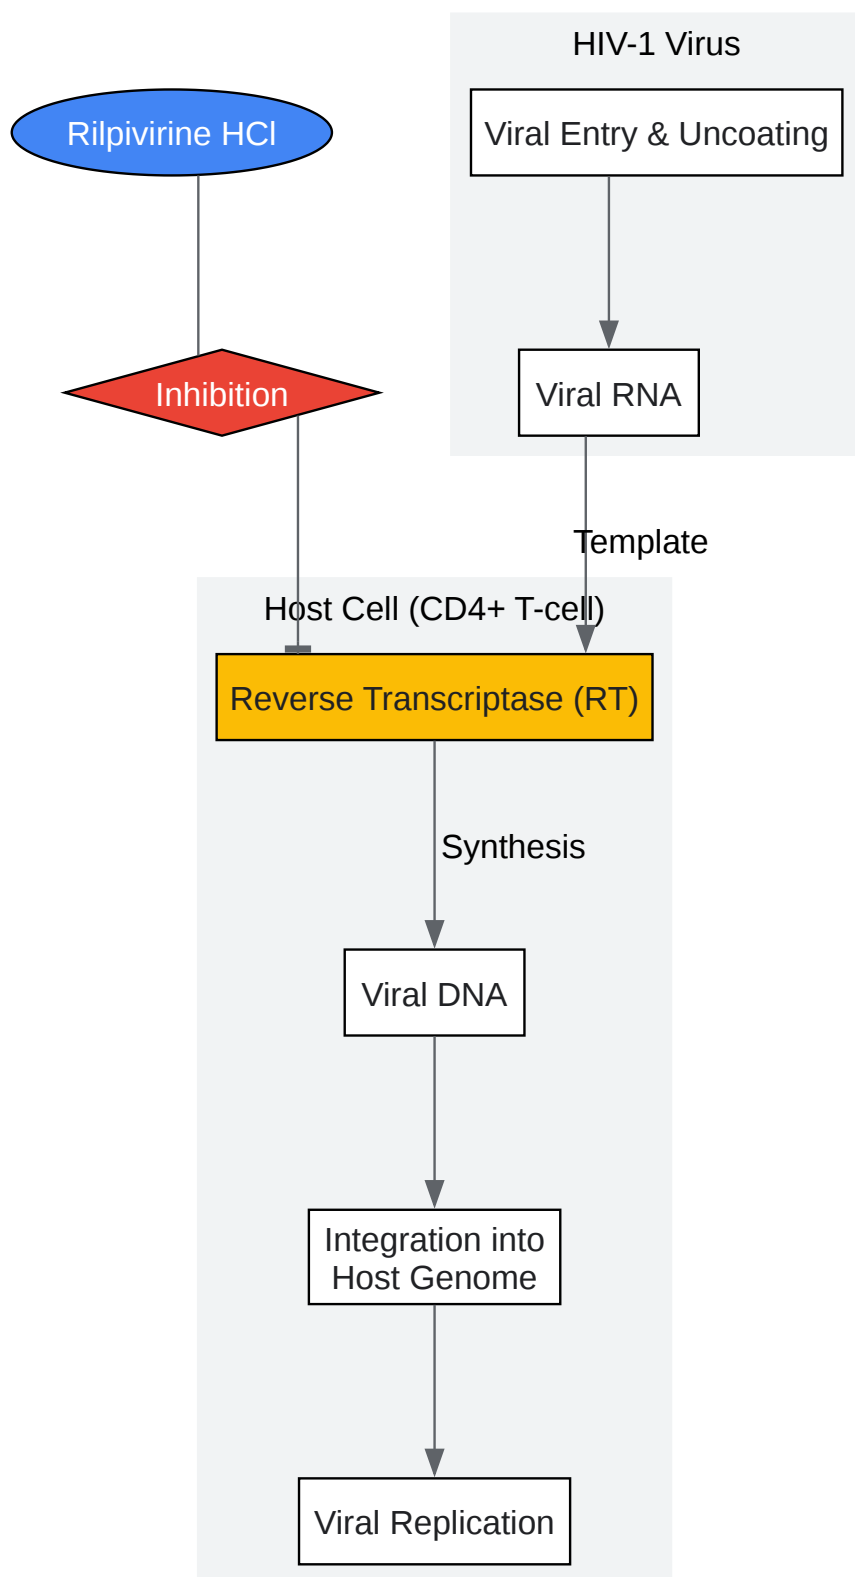 HIV-1 Virus
Rilpivirine HCl
Viral Entry & Uncoating
Inhibition
Viral RNA
Template
Host Cell (CD4+ T-cell)
Reverse Transcriptase (RT)
Synthesis
Viral DNA
Integration into
Host Genome
Viral Replication